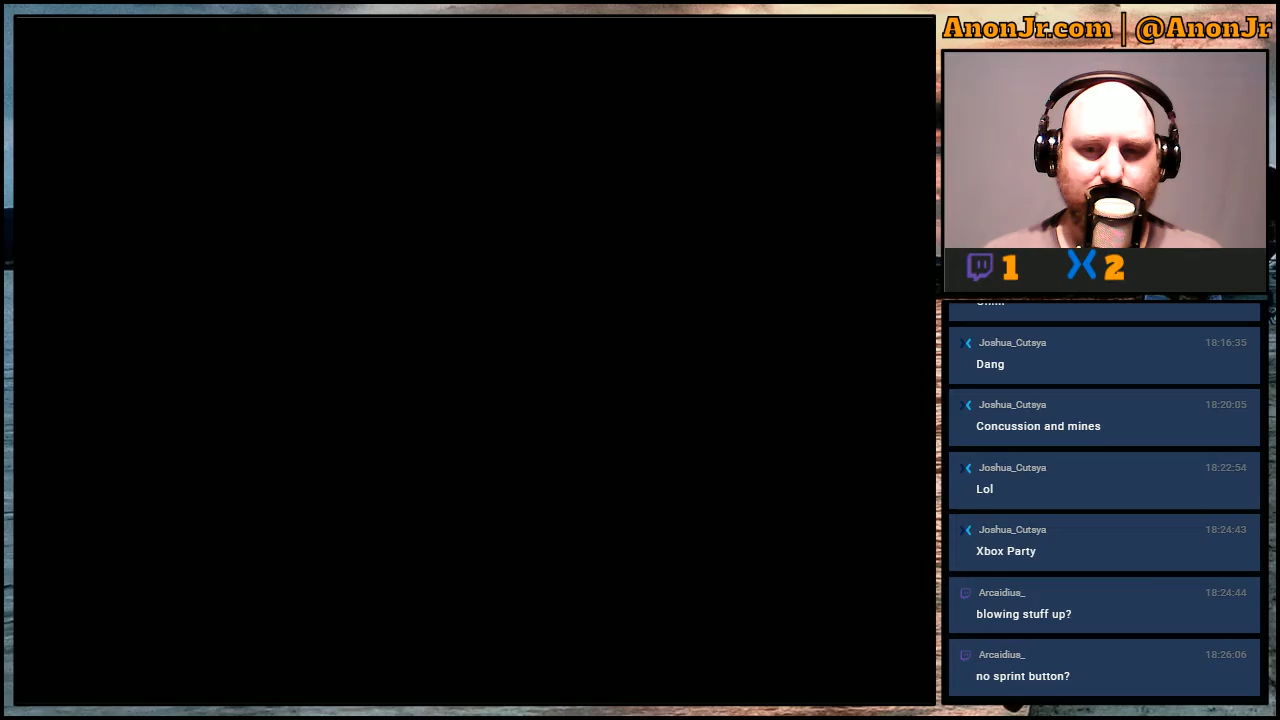 AnonJr.com | @AnonJr
1 2
Joshua_Cutsya 18:16:35
Dang
Joshua_Cutsya 18:20:05
Concussion and mines
Joshua_Cutsya 18:22:54
Lol
Joshua_Cutsya 18:24:43
Xbox Party
Arcaidius_ 18:24:44
blowing stuff up?
Arcaidius_ 18:26:06
no sprint button?